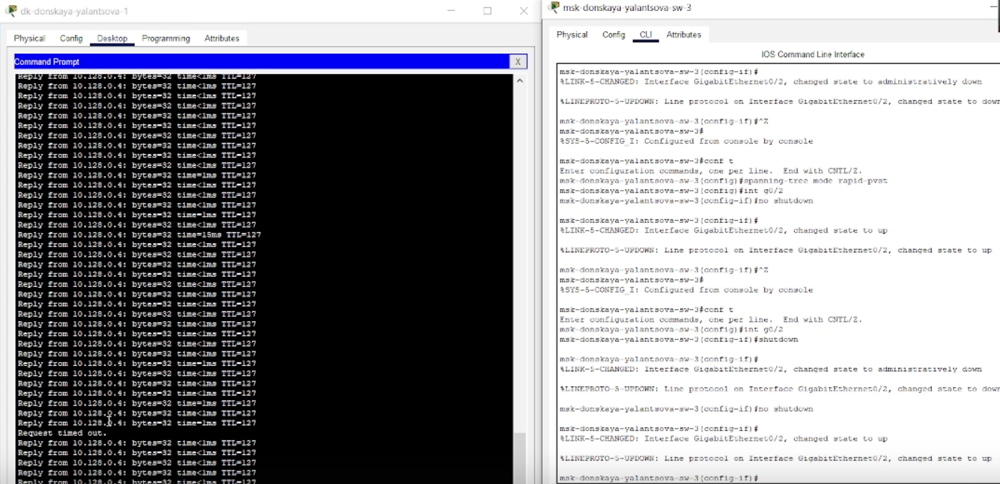 dk-donskaya-yalantsova-1
Physical Config Desktop Programming Attributes
Command Prompt
X
Reply from 10.128.0.4: bytes=32 time<1ms TTL=127
Reply from 10.128.0.4: bytes=32 time<1ms TTL=127
Reply from 10.128.0.4: bytes=32 time<1ms TTL=127
Reply from 10.128.0.4: bytes=32 time<1ms TTL=127
Reply from 10.128.0.4: bytes=32 time<1ms TTL=127
Reply from 10.128.0.4: bytes=32 time<1ms TTL=127
Reply from 10.128.0.4: bytes=32 time<1ms TTL=127
Reply from 10.128.0.4: bytes=32 time<1ms TTL=127
Reply from 10.128.0.4: bytes=32 time<1ms TTL=127
Reply from 10.128.0.4: bytes=32 time<1ms TTL=127
Reply from 10.128.0.4: bytes=32 time=1ms TTL=127
Reply from 10.128.0.4: bytes=32 time<1ms TTL=127
Reply from 10.128.0.4: bytes=32 time<1ms TTL=127
Reply from 10.128.0.4: bytes=32 time<1ms TTL=127
Reply from 10.128.0.4: bytes=32 time=1ms TTL=127
Reply from 10.128.0.4: bytes=32 time<1ms TTL=127
Reply from 10.128.0.4: bytes=32 time=15ms TTL=127
Reply from 10.128.0.4: bytes=32 time<1ms TTL=127
Reply from 10.128.0.4: bytes=32 time<1ms TTL=127
Reply from 10.128.0.4: bytes=32 time<1ms TTL=127
Reply from 10.128.0.4: bytes=32 time<1ms TTL=127
Reply from 10.128.0.4: bytes=32 time<1ms TTL=127
Reply from 10.128.0.4: bytes=32 time<1ms TTL=127
Reply from 10.128.0.4: bytes=32 time<1ms TTL=127
Reply from 10.128.0.4: bytes=32 time<1ms TTL=127
Reply from 10.128.0.4: bytes=32 time<1ms TTL=127
Reply from 10.128.0.4: bytes=32 time<1ms TTL=127
Reply from 10.128.0.4: bytes=32 time<1ms TTL=127
Reply from 10.128.0.4: bytes=32 time<1ms TTL=127
Reply from 10.128.0.4: bytes=32 time=1ms TTL=127
Reply from 10.128.0.4: bytes=32 time<1ms TTL=127
Reply from 10.128.0.4: bytes=32 time<1ms TTL=127
Reply from 10.128.0.4: bytes=32 time<1ms TTL=127
Reply from 10.128.0.4: bytes=32 time=1ms TTL=127
Reply from 10.128.0.4: bytes=32 time<1ms TTL=127
Reply from 10.128.0.4: bytes=32 time=1ms TTL=127
Request timed out.
Reply from 10.128.0.4: bytes=32 time<1ms TTL=127
Reply from 10.128.0.4: bytes=32 time<1ms TTL=127
Reply from 10.128.0.4: bytes=32 time<1ms TTL=127
Reply from 10.128.0.4: bytes=32 time<1ms TTL=127
Reply from 10.128.0.4: bytes=32 time<1ms TTL=127
msk-donskaya-yalantsova-sw-3
Physical Config CLI Attributes
IOS Command Line Interface
msk-donskaya-yalantsova-sw-3(config-if)#
%LINK-5-CHANGED: Interface GigabitEthernet0/2, changed state to administratively down
%LINEPROTO-5-UPDOWN: Line protocol on Interface GigabitEthernet0/2, changed state to down
msk-donskaya-yalantsova-sw-3(config-if)#^Z
msk-donskaya-yalantsova-sw-3#
%SYS-5-CONFIG_I: Configured from console by console
msk-donskaya-yalantsova-sw-3#conf t
Enter configuration commands, one per line. End with CNTL/Z.
msk-donskaya-yalantsova-sw-3(config)#spanning-tree mode rapid-pvst
msk-donskaya-yalantsova-sw-3(config)#int g0/2
msk-donskaya-yalantsova-sw-3(config-if)#no shutdown
msk-donskaya-yalantsova-sw-3(config-if)#
%LINK-5-CHANGED: Interface GigabitEthernet0/2, changed state to up
%LINEPROTO-5-UPDOWN: Line protocol on Interface GigabitEthernet0/2, changed state to up
msk-donskaya-yalantsova-sw-3(config-if)#^Z
msk-donskaya-yalantsova-sw-3#
%SYS-5-CONFIG_I: Configured from console by console
msk-donskaya-yalantsova-sw-3#conf t
Enter configuration commands, one per line. End with CNTL/Z.
msk-donskaya-yalantsova-sw-3(config)#int g0/2
msk-donskaya-yalantsova-sw-3(config-if)#shutdown
msk-donskaya-yalantsova-sw-3(config-if)#
%LINK-5-CHANGED: Interface GigabitEthernet0/2, changed state to administratively down
%LINEPROTO-5-UPDOWN: Line protocol on Interface GigabitEthernet0/2, changed state to down
msk-donskaya-yalantsova-sw-3(config-if)#no shutdown
msk-donskaya-yalantsova-sw-3(config-if)#
%LINK-5-CHANGED: Interface GigabitEthernet0/2, changed state to up
%LINEPROTO-5-UPDOWN: Line protocol on Interface GigabitEthernet0/2, changed state to up
msk-donskaya-yalantsova-sw-3(config-if)#